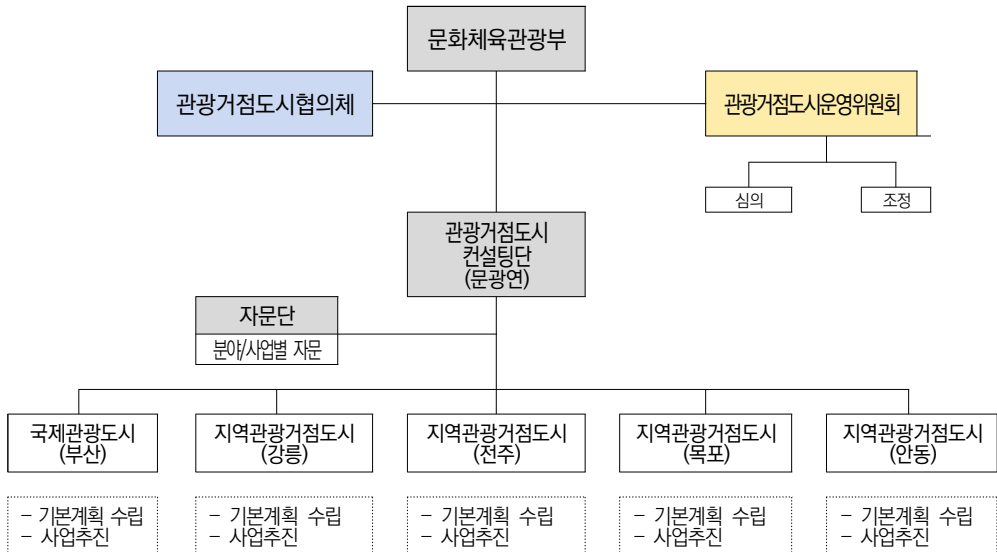 문화체육관광부
관광거점도시협의체
관광거점도시운영위원회
심의
조정
관광거점도시
컨설팅단
(문광연)
자문단
분야/사업별 자문
국제관광도시
(부산)
지역관광거점도시
(강릉)
지역관광거점도시
(전주)
지역관광거점도시
(목포)
지역관광거점도시
(안동)
– 기본계획 수립
– 사업추진
– 기본계획 수립
– 사업추진
– 기본계획 수립
– 사업추진
– 기본계획 수립
– 사업추진
– 기본계획 수립
– 사업추진